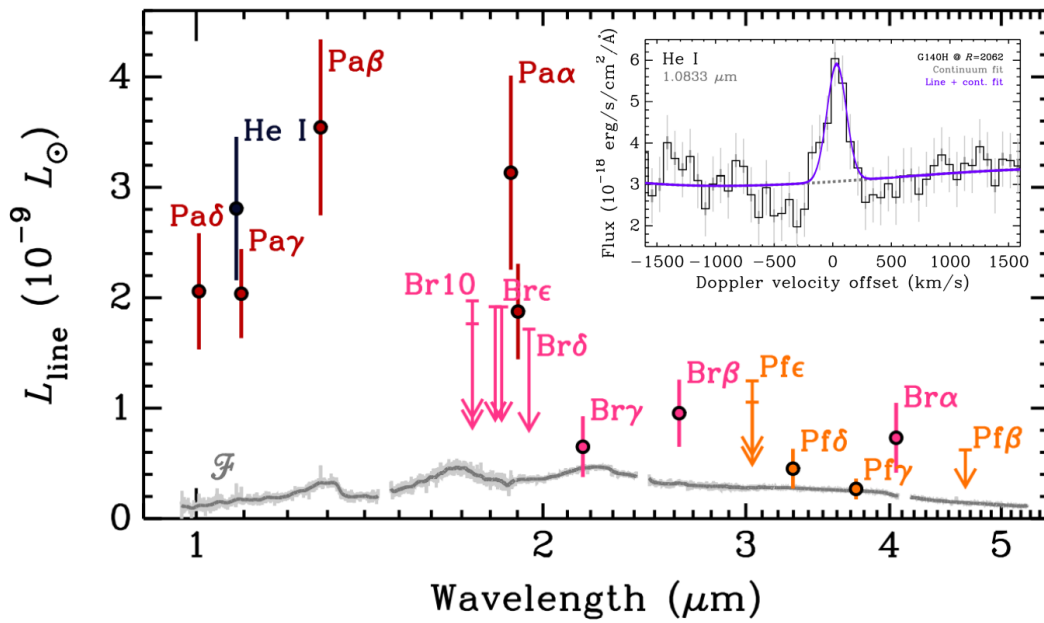 Paβ
Paα
He I
Paδ
Paγ
Br10
Brϵ
Brδ
Brγ
Brβ
Pfϵ
Pfδ
Pfγ
Brα
Pfβ
ℱ
L_line (10⁻⁹ L_⊙)
0
1
2
3
4
1
2
3
4
5
Wavelength (μm)
He I
1.0833 μm
G140H @ R=2062
Continuum fit
Line + cont. fit
Flux (10⁻¹⁸ erg/s/cm²/Å)
2
3
4
5
6
−1500
−1000
−500
0
500
1000
1500
Doppler velocity offset (km/s)